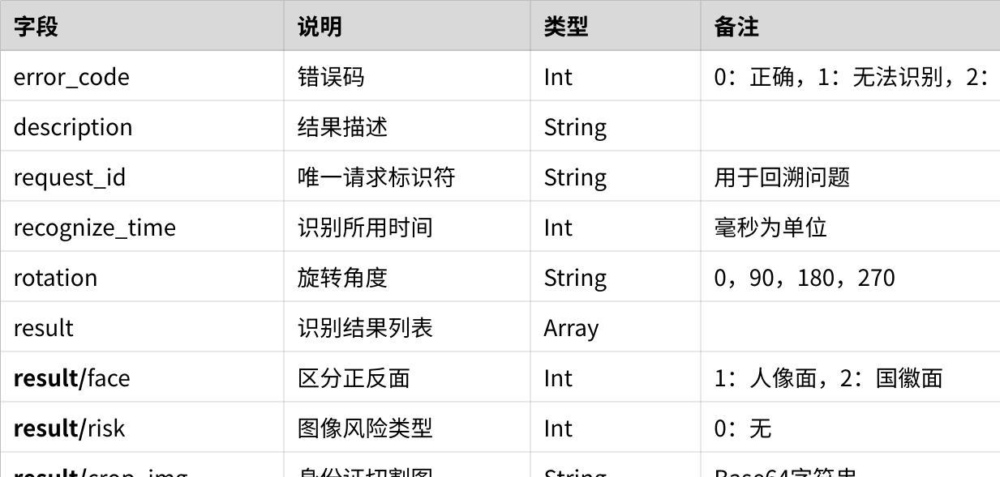 字段 说明 类型 备注
error_code 错误码 Int 0：正确，1：无法识别，2：
description 结果描述 String
request_id 唯一请求标识符 String 用于回溯问题
recognize_time 识别所用时间 Int 毫秒为单位
rotation 旋转角度 String 0，90，180，270
result 识别结果列表 Array
result/face 区分正反面 Int 1：人像面，2：国徽面
result/risk 图像风险类型 Int 0：无
result/crop_img 身份证切割图 String Base64字符串